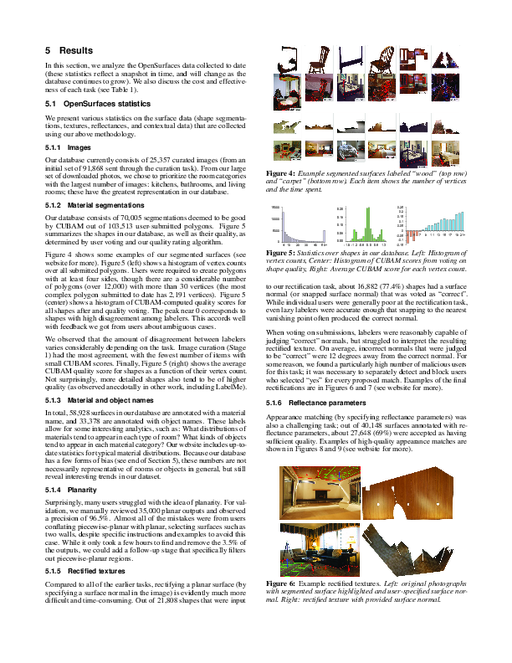 5 Results
In this section, we analyze the OpenSurfaces data collected to date
(these statistics reflect a snapshot in time, and will change as the
database continues to grow). We also discuss the cost and effective-
ness of each task (see Table 1).
5.1 OpenSurfaces statistics
We present various statistics on the surface data (shape segmenta-
tions, textures, reflectances, and contextual data) that are collected
using our above methodology.
5.1.1 Images
Our database currently consists of 25,357 curated images (from an
initial set of 91,868 sent through the curation task). From our large
set of downloaded photos, we chose to prioritize the room categories
with the largest number of images: kitchens, bathrooms, and living
rooms; these have the greatest representation in our database.
5.1.2 Material segmentations
Our database consists of 70,005 segmentations deemed to be good
by CUBAM out of 103,513 user-submitted polygons. Figure 5
summarizes the shapes in our database, as well as their quality, as
determined by user voting and our quality rating algorithm.
Figure 4 shows some examples of our segmented surfaces (see
website for more). Figure 5 (left) shows a histogram of vertex counts
over all submitted polygons. Users were required to create polygons
with at least four sides, though there are a considerable number
of polygons (over 12,000) with more than 30 vertices (the most
complex polygon submitted to date has 2,191 vertices). Figure 5
(center) shows a histogram of CUBAM-computed quality scores for
all shapes after and quality voting. The peak near 0 corresponds to
shapes with high disagreement among labelers. This accords well
with feedback we got from users about ambiguous cases.
We observed that the amount of disagreement between labelers
varies considerably depending on the task. Image curation (Stage
1) had the most agreement, with the fewest number of items with
small CUBAM scores. Finally, Figure 5 (right) shows the average
CUBAM quality score for shapes as a function of their vertex count.
Not surprisingly, more detailed shapes also tend to be of higher
quality (as observed anecdotally in other work, including LabelMe).
5.1.3 Material and object names
In total, 58,928 surfaces in our database are annotated with a material
name, and 33,378 are annotated with object names. These labels
allow for some interesting analytics, such as: What distributions of
materials tend to appear in each type of room? What kinds of objects
tend to appear in each material category? Our website includes up-to-
date statistics for typical material distributions. Because our database
has a few forms of bias (see end of Section 5), these numbers are not
necessarily representative of rooms or objects in general, but still
reveal interesting trends in our dataset.
5.1.4 Planarity
Surprisingly, many users struggled with the idea of planarity. For val-
idation, we manually reviewed 35,000 planar outputs and observed
a precision of 96.5%. Almost all of the mistakes were from users
conflating piecewise-planar with planar, selecting surfaces such as
two walls, despite specific instructions and examples to avoid this
case. While it only took a few hours to find and remove the 3.5% of
the outputs, we could add a follow-up stage that specifically filters
out piecewise-planar regions.
5.1.5 Rectified textures
Compared to all of the earlier tasks, rectifying a planar surface (by
specifying a surface normal in the image) is evidently much more
difficult and time-consuming. Out of 21,808 shapes that were input
Figure 4: Example segmented surfaces labeled "wood" (top row)
and "carpet" (bottom row). Each item shows the number of vertices
and the time spent.
Figure 5: Statistics over shapes in our database. Left: Histogram of
vertex counts, Center: Histogram of CUBAM scores from voting on
shape quality, Right: Average CUBAM score for each vertex count.
to our rectification task, about 16,882 (77.4%) shapes had a surface
normal (or snapped surface normal) that was voted as "correct".
While individual users were generally poor at the rectification task,
even lazy labelers were accurate enough that snapping to the nearest
vanishing point often produced the correct normal.
When voting on submissions, labelers were reasonably capable of
judging "correct" normals, but struggled to interpret the resulting
rectified texture. On average, incorrect normals that were judged
to be "correct" were 12 degrees away from the correct normal. For
some reason, we found a particularly high number of malicious users
for this task; it was necessary to separately detect and block users
who selected "yes" for every proposed match. Examples of the final
rectifications are in Figures 6 and 7 (see website for more).
5.1.6 Reflectance parameters
Appearance matching (by specifying reflectance parameters) was
also a challenging task; out of 40,148 surfaces annotated with re-
flectance parameters, about 27,648 (69%) were accepted as having
sufficient quality. Examples of high-quality appearance matches are
shown in Figures 8 and 9 (see website for more).
Figure 6: Example rectified textures. Left: original photographs
with segmented surface highlighted and user-specified surface nor-
mal. Right: rectified texture with provided surface normal.